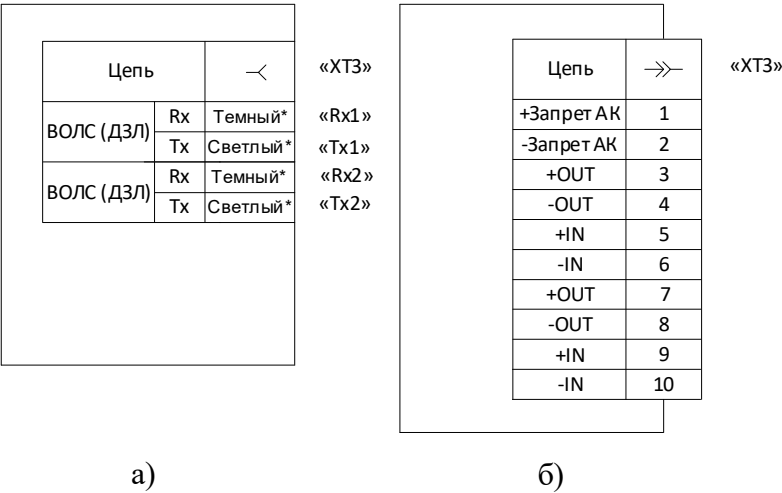 Цепь «ХТ3»
ВОЛС (ДЗЛ) Rx Темный* «Rx1»
Tx Светлый* «Tx1»
ВОЛС (ДЗЛ) Rx Темный* «Rx2»
Tx Светлый* «Tx2»
а)
Цепь «ХТ3»
+Запрет АК 1
-Запрет АК 2
+OUT 3
-OUT 4
+IN 5
-IN 6
+OUT 7
-OUT 8
+IN 9
-IN 10
б)